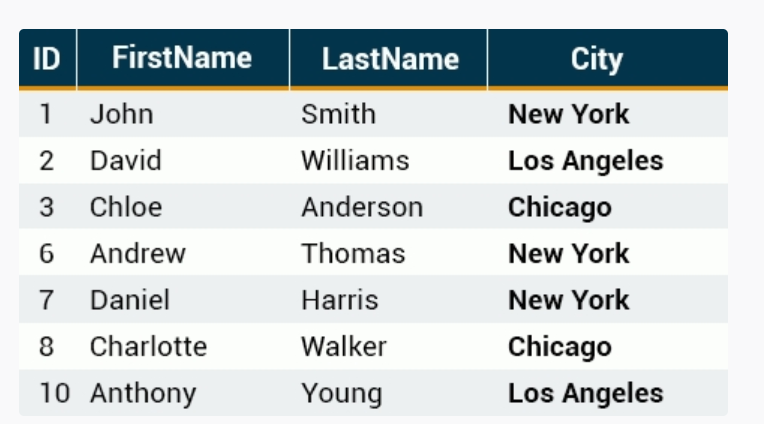 ID FirstName LastName City
1 John Smith New York
2 David Williams Los Angeles
3 Chloe Anderson Chicago
6 Andrew Thomas New York
7 Daniel Harris New York
8 Charlotte Walker Chicago
10 Anthony Young Los Angeles